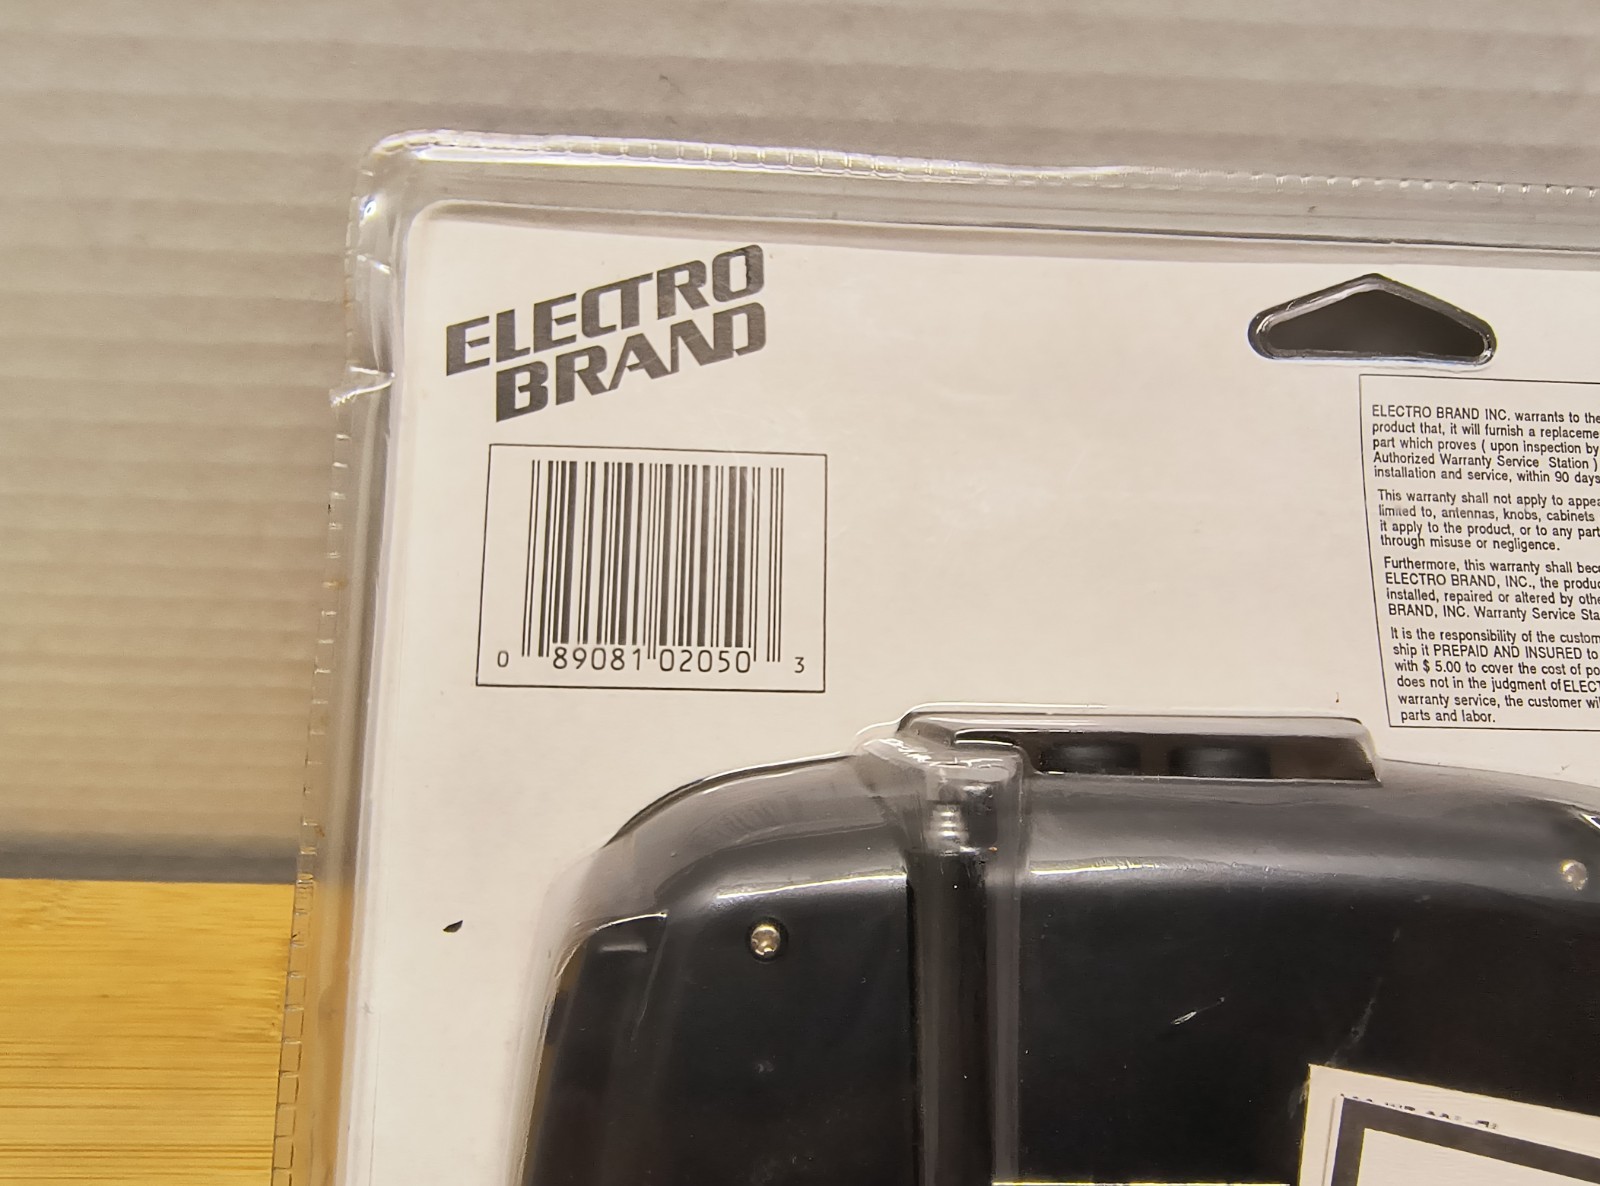 ELECTRO
BRAND
0 89081 02050 3
ELECTRO BRAND INC. warrants to the
product that, it will furnish a replaceme
part which proves ( upon inspection by
Authorized Warranty Service Station )
installation and service, within 90 days
This warranty shall not apply to appea
limited to, antennas, knobs, cabinets
it apply to the product, or to any part
through misuse or negligence.
Furthermore, this warranty shall beco
ELECTRO BRAND, INC., the produc
installed, repaired or altered by othe
BRAND, INC. Warranty Service Sta
It is the responsibility of the custom
ship it PREPAID AND INSURED to
with $ 5.00 to cover the cost of po
does not in the judgment of ELECT
warranty service, the customer wil
parts and labor.